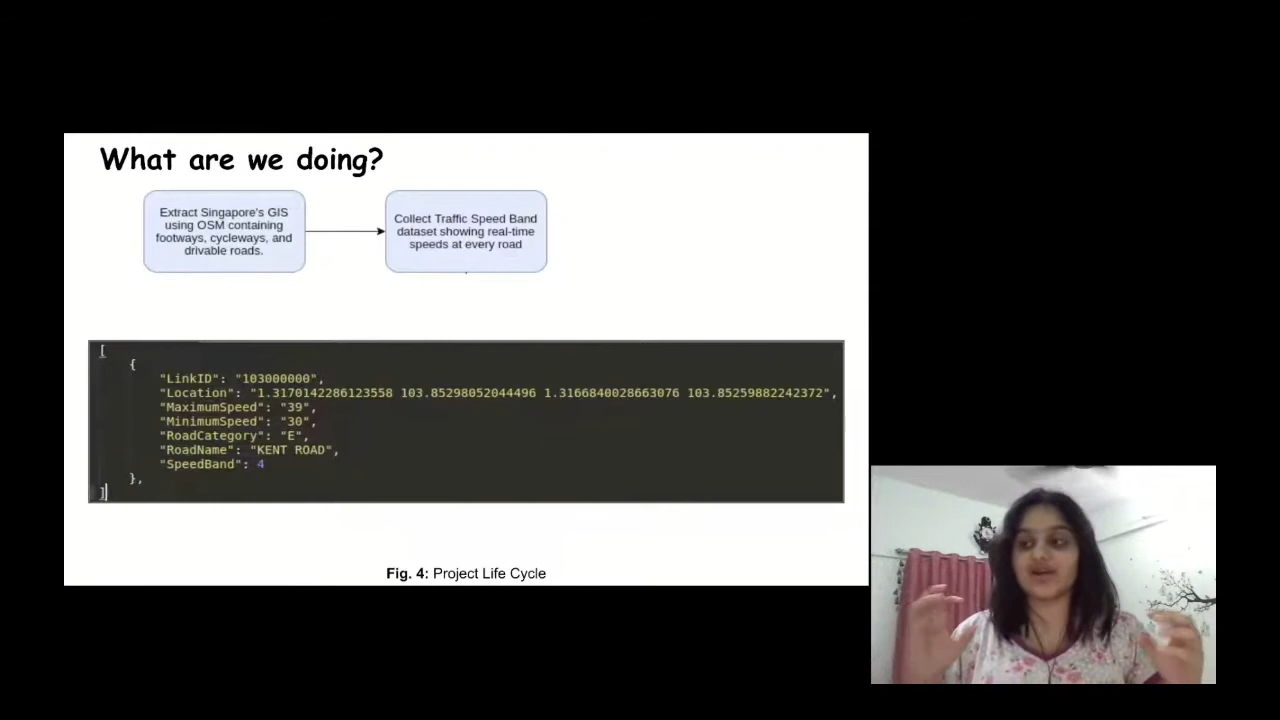 What are we doing?
Extract Singapore's GIS
using OSM containing
footways, cycleways, and
drivable roads.
Collect Traffic Speed Band
dataset showing real-time
speeds at every road
[
{
"LinkID": "103000000",
"Location": "1.3170142286123558 103.85298052044496 1.3166840028663076 103.85259882242372",
"MaximumSpeed": "39",
"MinimumSpeed": "30",
"RoadCategory": "E",
"RoadName": "KENT ROAD",
"SpeedBand": 4
},
]
Fig. 4: Project Life Cycle